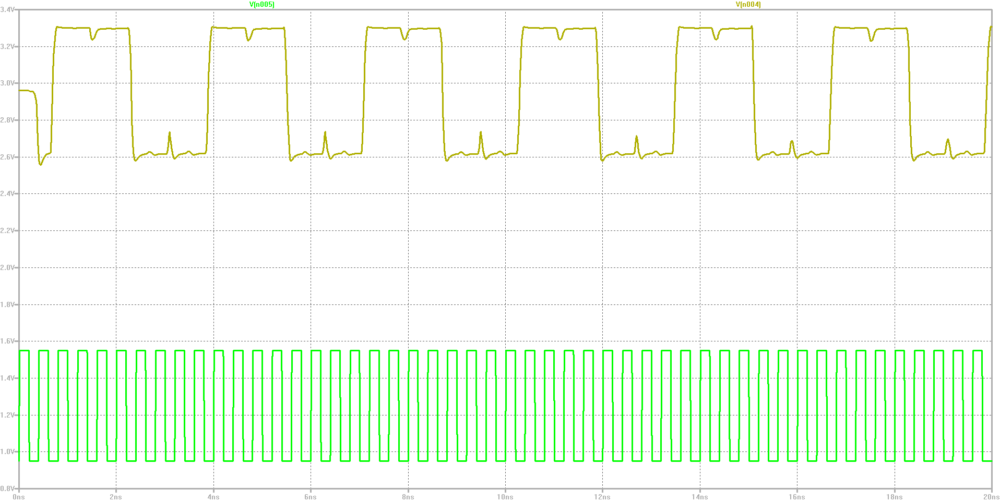 V(n005) V(n004)
3.4V
3.2V
3.0V
2.8V
2.6V
2.4V
2.2V
2.0V
1.8V
1.6V
1.4V
1.2V
1.0V
0.8V
0ns 2ns 4ns 6ns 8ns 10ns 12ns 14ns 16ns 18ns 20ns